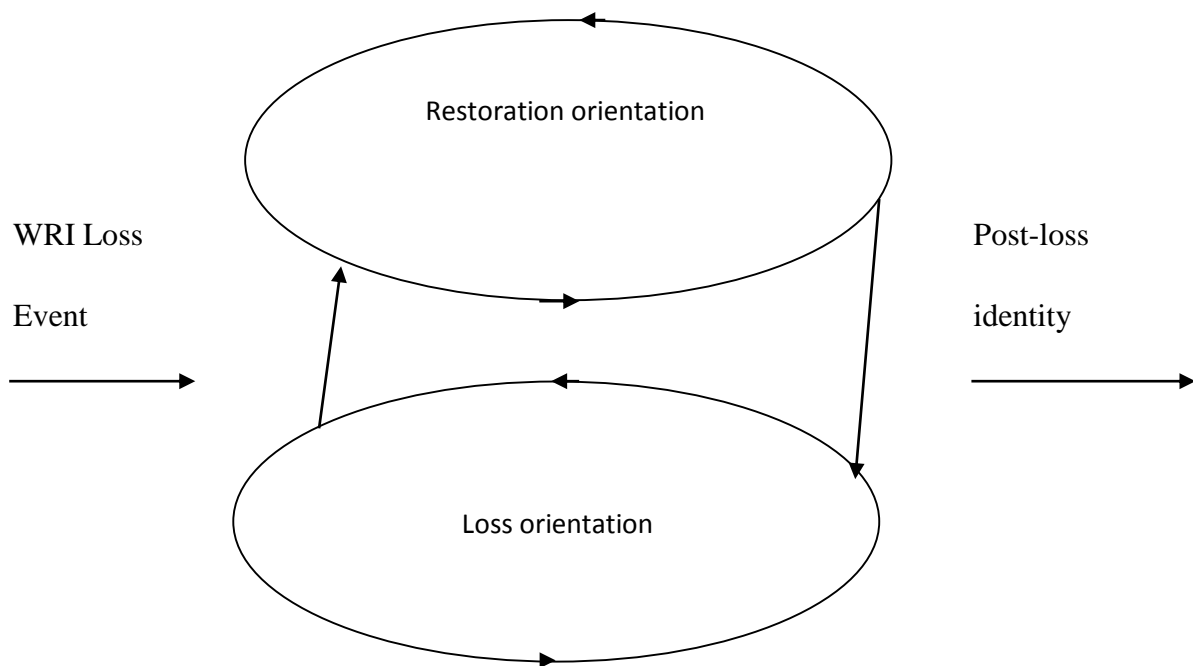 Restoration orientation
WRI Loss
Event
Post-loss
identity
Loss orientation